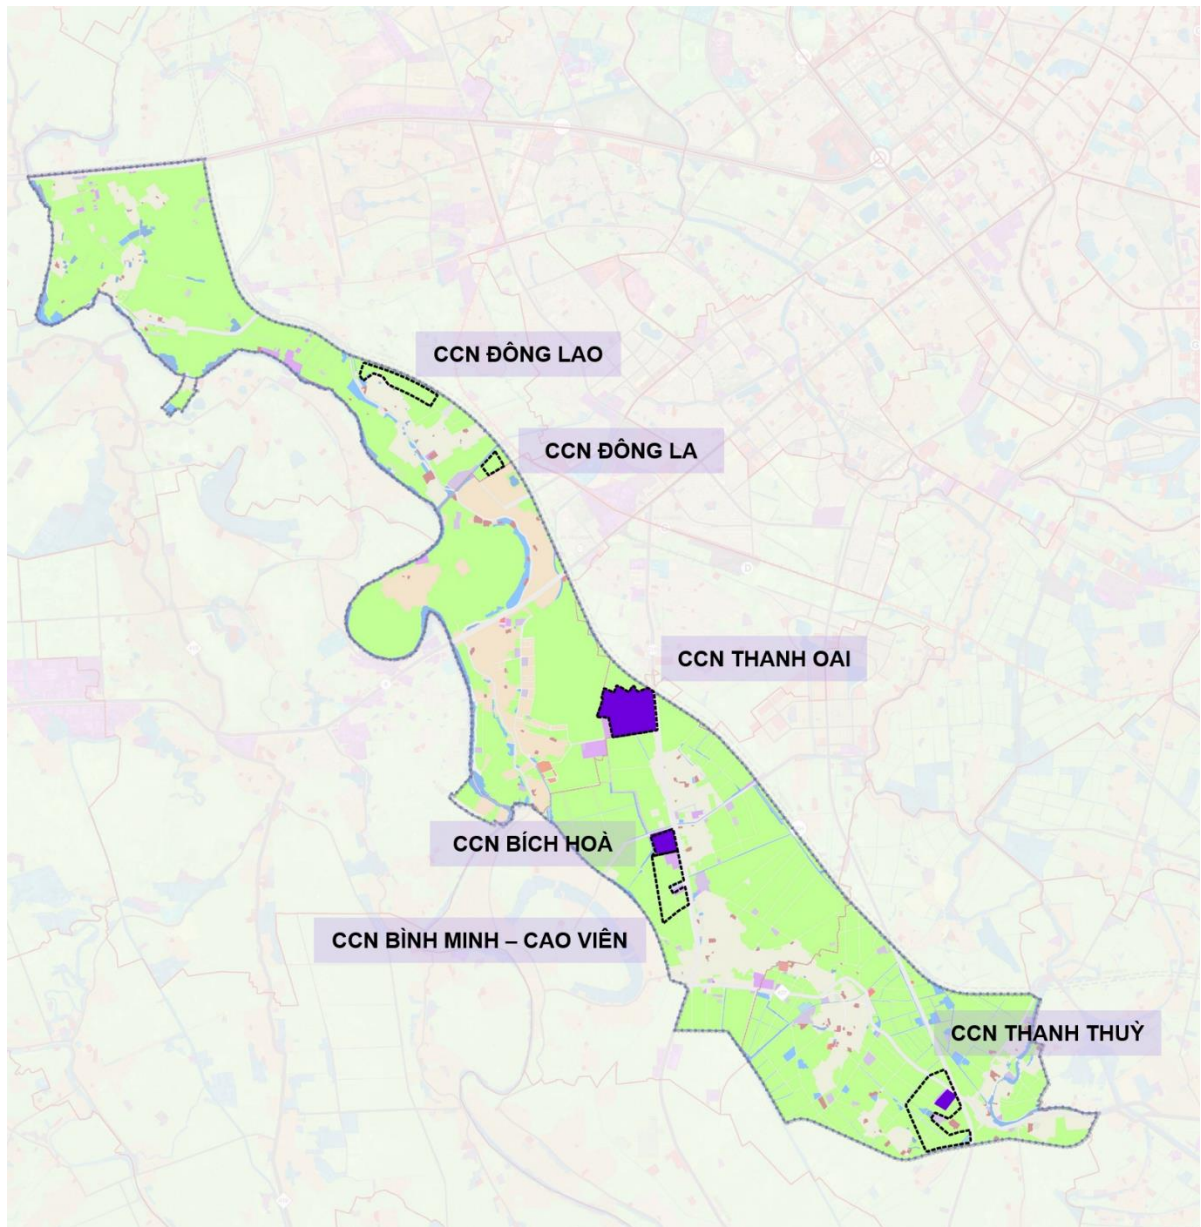 CCN ĐÔNG LAO
CCN ĐÔNG LA
CCN THANH OAI
CCN BÍCH HOÀ
CCN BÌNH MINH – CAO VIÊN
CCN THANH THUỲ